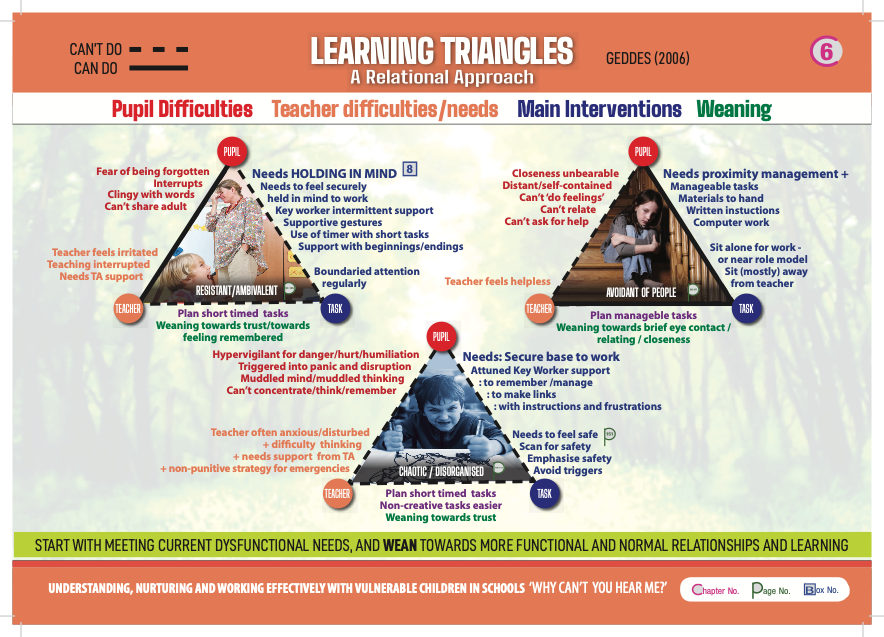 CAN'T DO
CAN DO
LEARNING TRIANGLES
A Relational Approach
GEDDES (2006)
6
Pupil Difficulties Teacher difficulties/needs Main Interventions Weaning
PUPIL
Fear of being forgotten
Interrupts
Clingy with words
Can't share adult
Needs HOLDING IN MIND 8
Needs to feel securely
held in mind to work
Key worker intermittent support
Supportive gestures
Use of timer with short tasks
Support with beginnings/endings
Boundaried attention
regularly
Teacher feels irritated
Teaching interrupted
Needs TA support
RESISTANT/AMBIVALENT
TEACHER
TASK
Plan short timed tasks
Weaning towards trust/towards
feeling remembered
PUPIL
Closeness unbearable
Distant/self-contained
Can't 'do feelings'
Can't relate
Can't ask for help
Needs proximity management +
Manageable tasks
Materials to hand
Written instuctions
Computer work
Sit alone for work -
or near role model
Sit (mostly) away
from teacher
Teacher feels helpless
AVOIDANT OF PEOPLE
TEACHER
TASK
Plan manageble tasks
Weaning towards brief eye contact /
relating / closeness
PUPIL
Hypervigilant for danger/hurt/humiliation
Triggered into panic and disruption
Muddled mind/muddled thinking
Can't concentrate/think/remember
Needs: Secure base to work
Attuned Key Worker support
: to remember /manage
: to make links
: with instructions and frustrations
Needs to feel safe
Scan for safety
Emphasise safety
Avoid triggers
Teacher often anxious/disturbed
+ difficulty thinking
+ needs support from TA
+ non-punitive strategy for emergencies
CHAOTIC / DISORGANISED
TEACHER
TASK
Plan short timed tasks
Non-creative tasks easier
Weaning towards trust
START WITH MEETING CURRENT DYSFUNCTIONAL NEEDS, AND WEAN TOWARDS MORE FUNCTIONAL AND NORMAL RELATIONSHIPS AND LEARNING
UNDERSTANDING, NURTURING AND WORKING EFFECTIVELY WITH VULNERABLE CHILDREN IN SCHOOLS 'WHY CAN'T YOU HEAR ME?'
Chapter No. Page No. Box No.